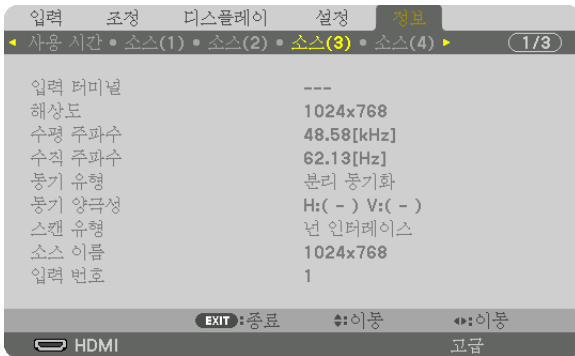 입력 조정 디스플레이 설정 정보
◂ 사용 시간 • 소스(1) • 소스(2) • 소스(3) • 소스(4) ▸ 1/3
입력 터미널 ---
해상도 1024x768
수평 주파수 48.58[kHz]
수직 주파수 62.13[Hz]
동기 유형 분리 동기화
동기 양극성 H:( - ) V:( - )
스캔 유형 넌 인터레이스
소스 이름 1024x768
입력 번호 1
EXIT :종료 ♦:이동 ◂▸:이동
HDMI 고급